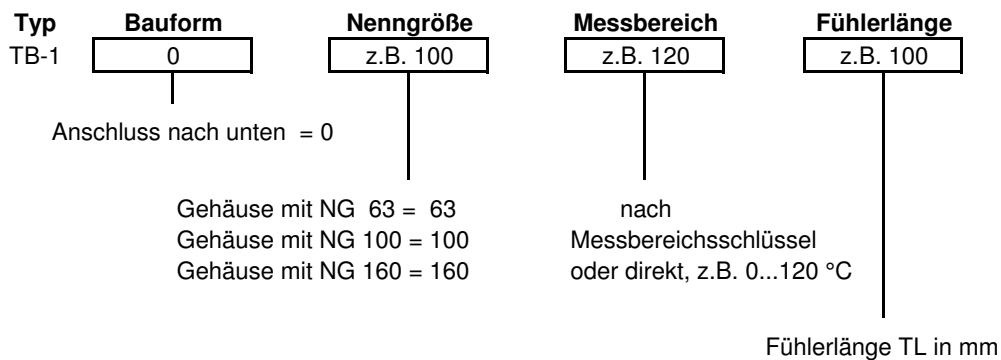 Typ Bauform Nenngröße Messbereich Fühlerlänge
TB-1 0 z.B. 100 z.B. 120 z.B. 100
Anschluss nach unten = 0
Gehäuse mit NG 63 = 63 nach
Gehäuse mit NG 100 = 100 Messbereichsschlüssel
Gehäuse mit NG 160 = 160 oder direkt, z.B. 0...120 °C
Fühlerlänge TL in mm